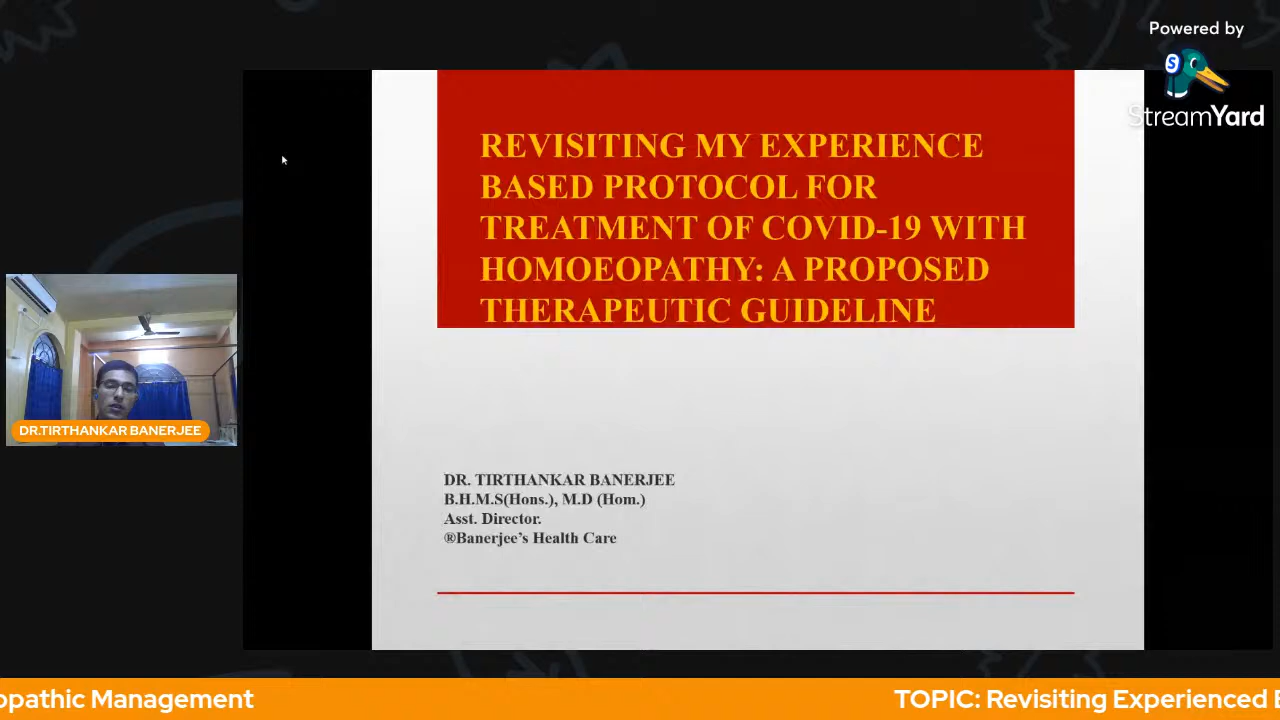 Powered by
S
StreamYard
REVISITING MY EXPERIENCE
BASED PROTOCOL FOR
TREATMENT OF COVID-19 WITH
HOMOEOPATHY: A PROPOSED
THERAPEUTIC GUIDELINE
DR.TIRTHANKAR BANERJEE
DR. TIRTHANKAR BANERJEE
B.H.M.S(Hons.), M.D (Hom.)
Asst. Director.
®Banerjee’s Health Care
opathic Management
TOPIC: Revisiting Experienced